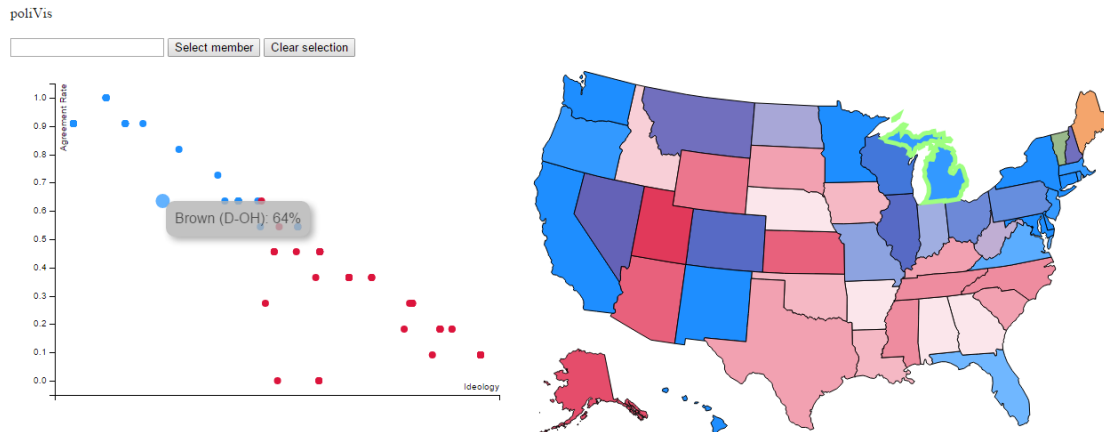 poliVis
Select member Clear selection
Agreement Rate
1.0
0.9
0.8
0.7
0.6
Brown (D-OH): 64%
0.5
0.4
0.3
0.2
0.1
0.0
Ideology